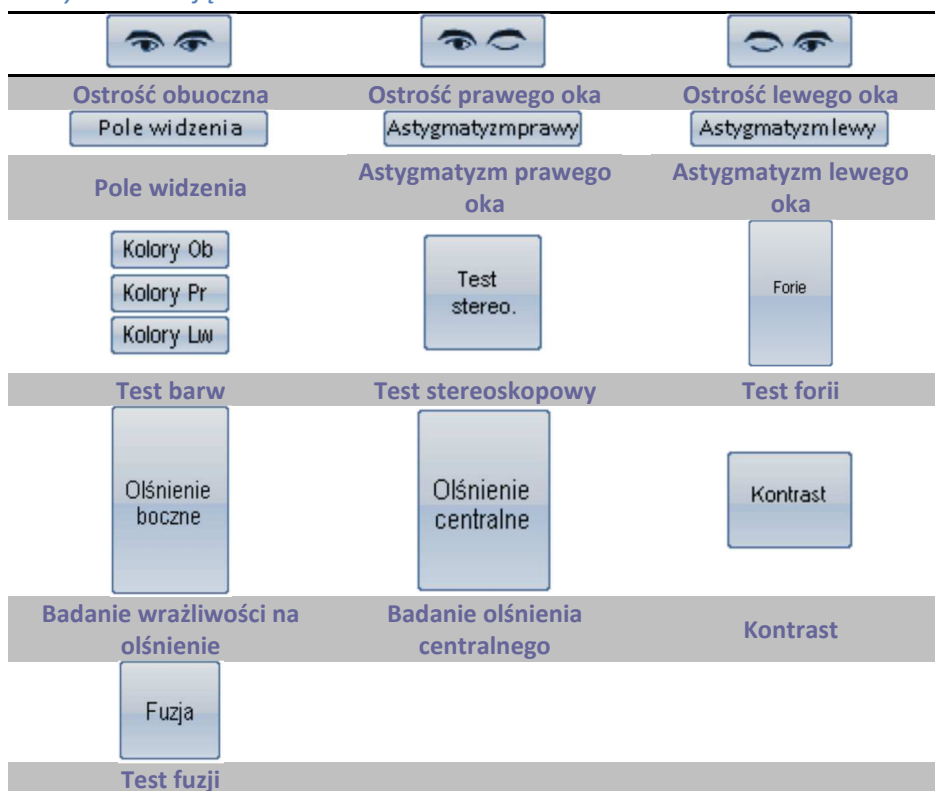 Ostrość obuoczna Ostrość prawego oka Ostrość lewego oka
Pole widzenia Astygmatyzmprawy Astygmatyzmlewy
Pole widzenia Astygmatyzm prawego oka Astygmatyzm lewego oka
Kolory Ob
Kolory Pr
Kolory Lw
Test stereo.
Forie
Test barw Test stereoskopowy Test forii
Olśnienie boczne
Olśnienie centralne
Kontrast
Badanie wrażliwości na olśnienie
Badanie olśnienia centralnego
Kontrast
Fuzja
Test fuzji